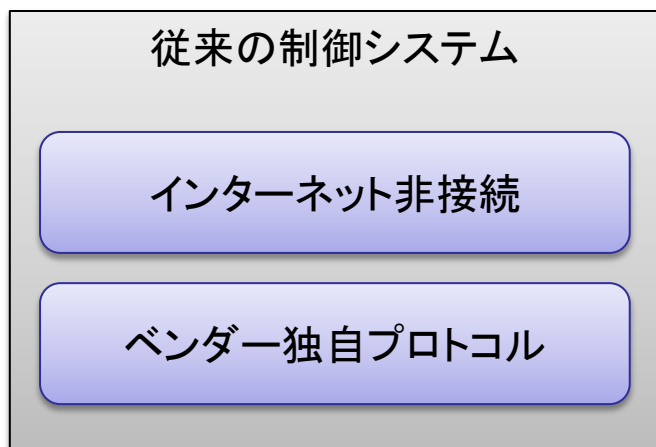 従来の制御システム
インターネット非接続
ベンダー独自プロトコル